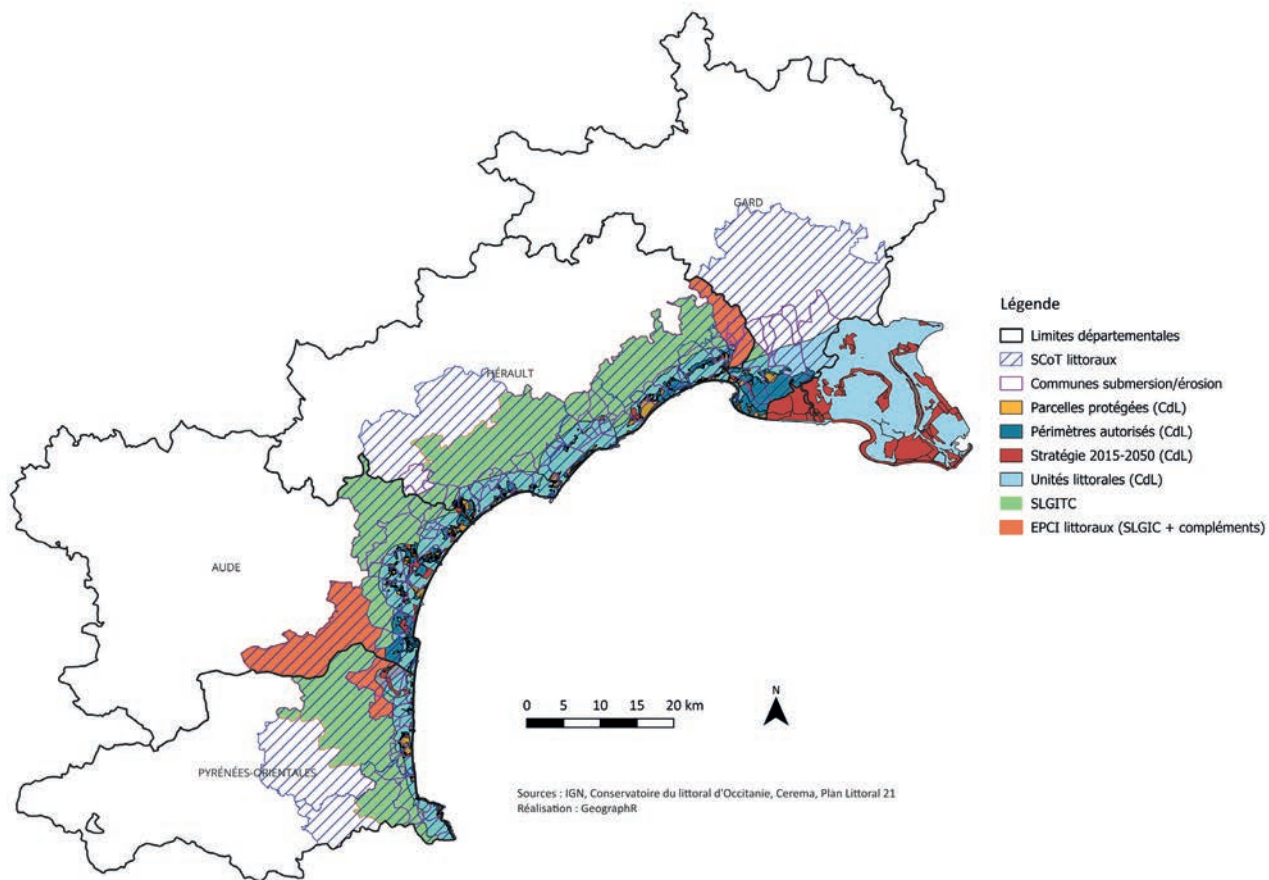 GARD
HÉRAULT
AUDE
PYRÉNÉES-ORIENTALES
Légende
Limites départementales
SCoT littoraux
Communes submersion/érosion
Parcelles protégées (CdL)
Périmètres autorisés (CdL)
Stratégie 2015-2050 (CdL)
Unités littorales (CdL)
SLGITC
EPCI littoraux (SLGIC + compléments)
0 5 10 15 20 km
N
Sources : IGN, Conservatoire du littoral d'Occitanie, Cerema, Plan Littoral 21
Réalisation : GeographR